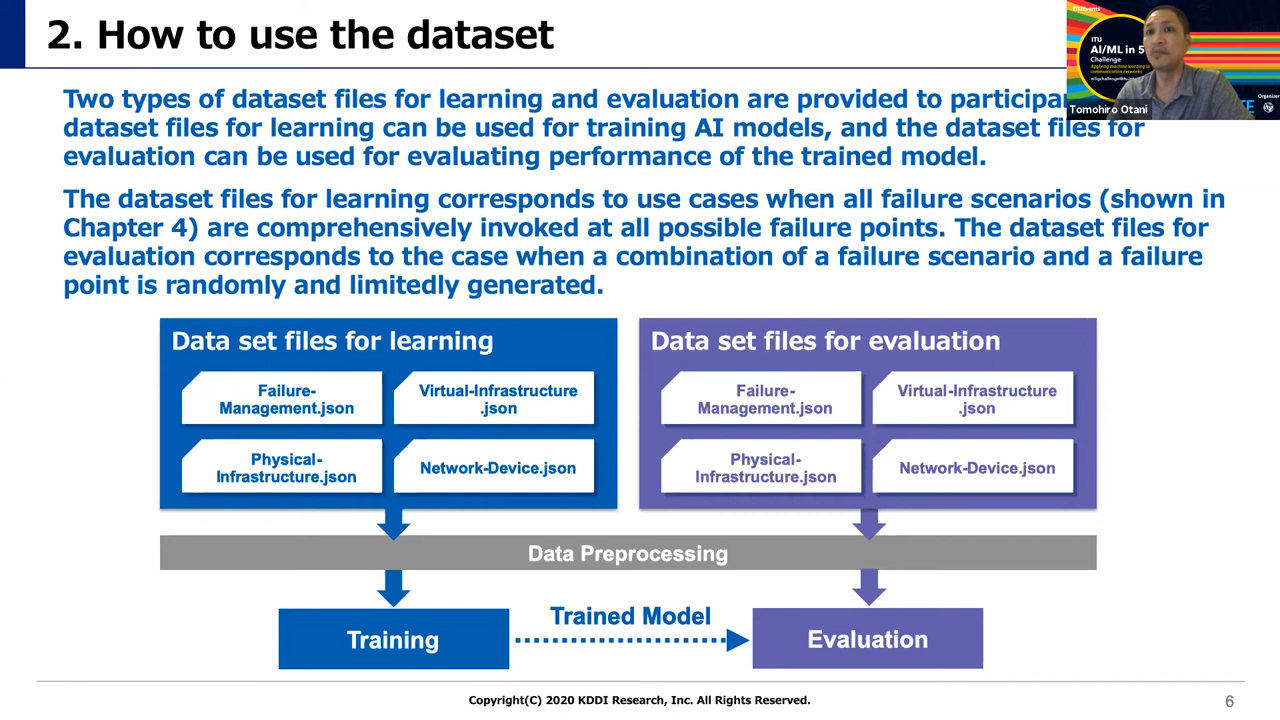 2. How to use the dataset
ITU
AI/ML in 5
Challenge
Applying machine learning in
communication networks
Tomohiro Otani
Organizer
Two types of dataset files for learning and evaluation are provided to
dataset files for learning can be used for training AI models, and the dataset files for
evaluation can be used for evaluating performance of the trained model.
The dataset files for learning corresponds to use cases when all failure scenarios (shown in
Chapter 4) are comprehensively invoked at all possible failure points. The dataset files for
evaluation corresponds to the case when a combination of a failure scenario and a failure
point is randomly and limitedly generated.
Data set files for learning
Failure-
Management.json
Virtual-Infrastructure
.json
Physical-
Infrastructure.json
Network-Device.json
Data set files for evaluation
Failure-
Management.json
Virtual-Infrastructure
.json
Physical-
Infrastructure.json
Network-Device.json
Data Preprocessing
Training
Trained Model
Evaluation
Copyright(C) 2020 KDDI Research, Inc. All Rights Reserved.
6